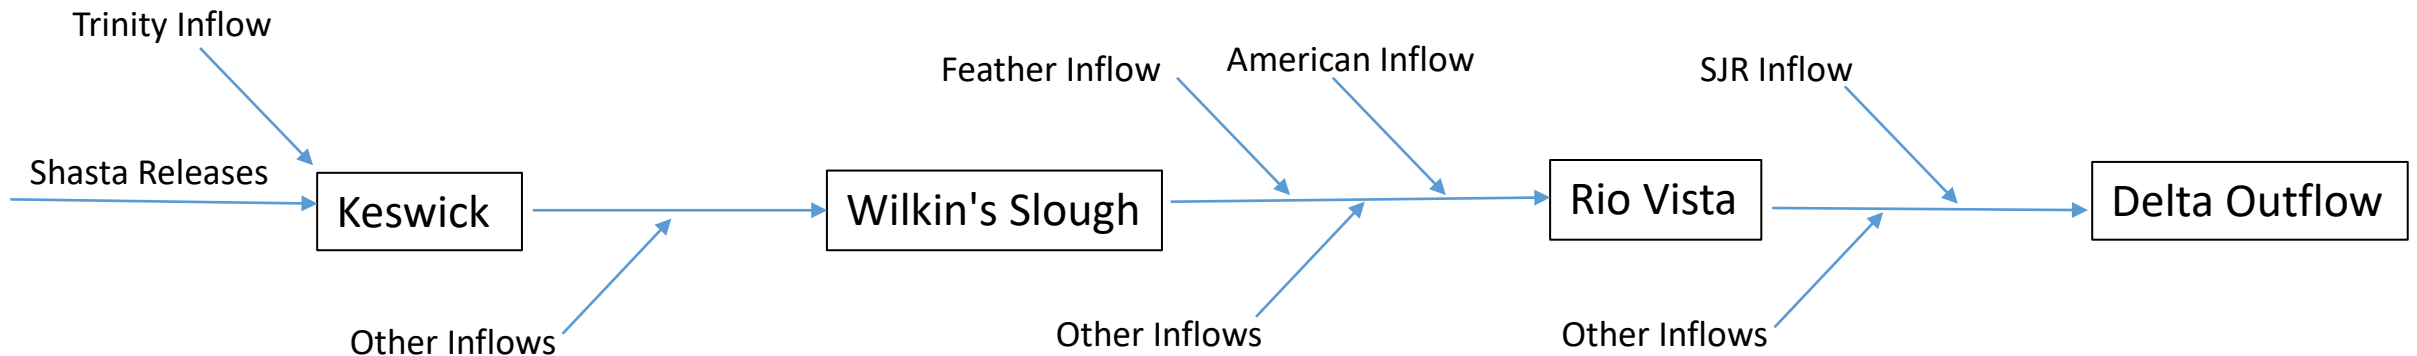 Trinity Inflow
Feather Inflow
American Inflow
SJR Inflow
Shasta Releases
Keswick
Wilkin's Slough
Rio Vista
Delta Outflow
Other Inflows
Other Inflows
Other Inflows